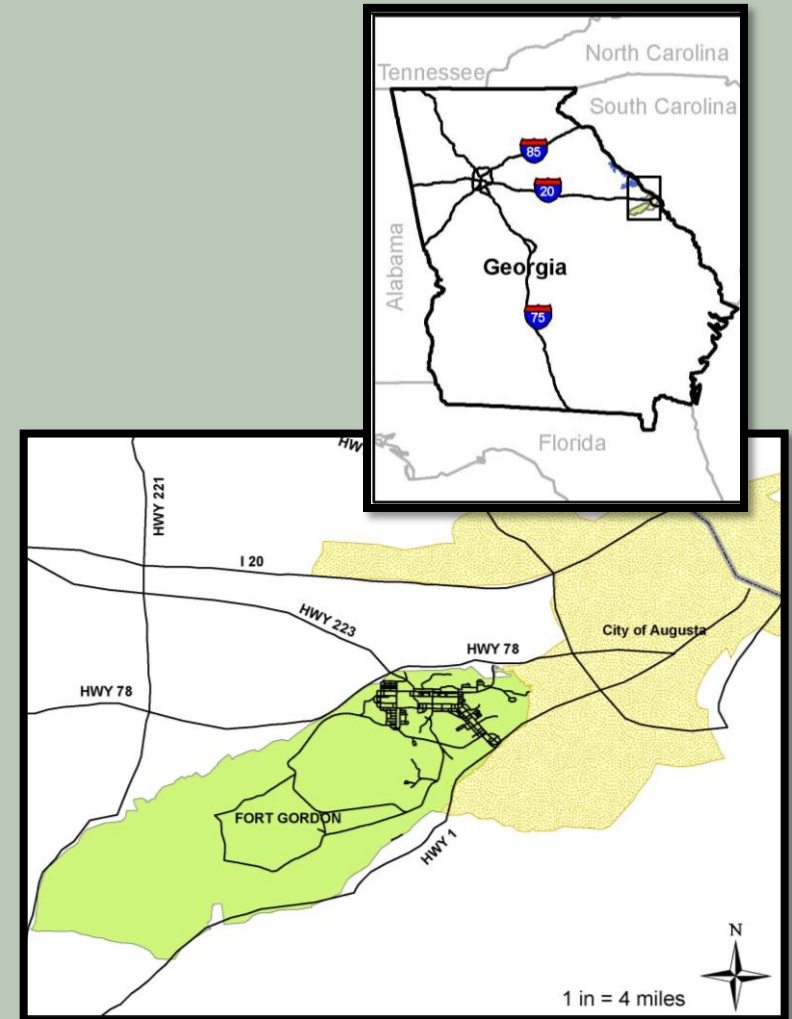 North Carolina
Tennessee
South Carolina
85
20
Alabama
Georgia
75
Florida
HW
HWY 221
I 20
HWY 223
City of Augusta
HWY 78
HWY 78
FORT GORDON
HWY 1
N
1 in = 4 miles